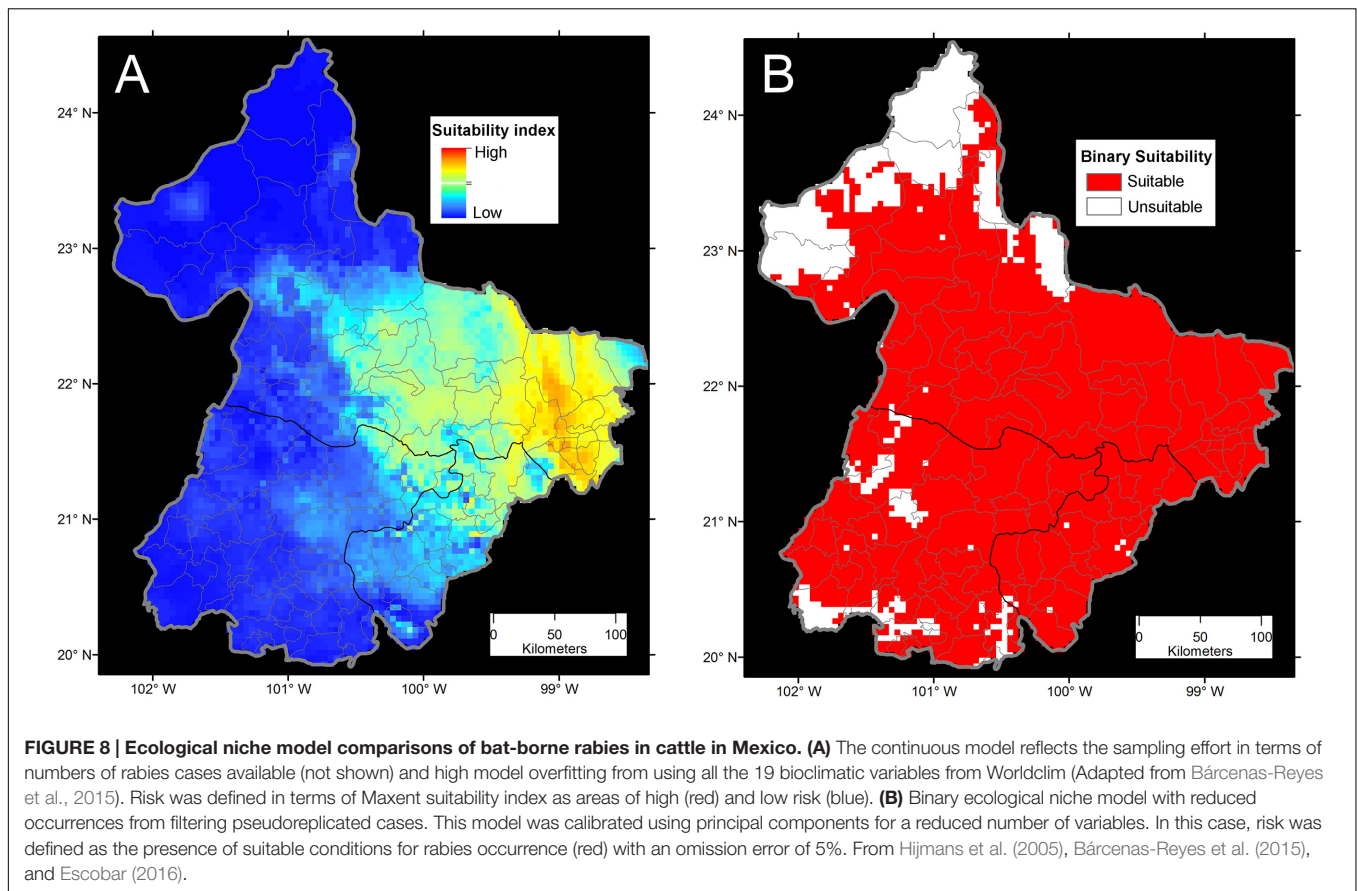 A
24° N
23° N
22° N
21° N
20° N
102° W
101° W
100° W
99° W
Suitability index
High
Low
0
50
100
Kilometers
B
24° N
23° N
22° N
21° N
20° N
102° W
101° W
100° W
99° W
Binary Suitability
Suitable
Unsuitable
0
50
100
Kilometers
FIGURE 8 | Ecological niche model comparisons of bat-borne rabies in cattle in Mexico. (A) The continuous model reflects the sampling effort in terms of
numbers of rabies cases available (not shown) and high model overfitting from using all the 19 bioclimatic variables from Worldclim (Adapted from Bárcenas-Reyes
et al., 2015). Risk was defined in terms of Maxent suitability index as areas of high (red) and low risk (blue). (B) Binary ecological niche model with reduced
occurrences from filtering pseudoreplicated cases. This model was calibrated using principal components for a reduced number of variables. In this case, risk was
defined as the presence of suitable conditions for rabies occurrence (red) with an omission error of 5%. From Hijmans et al. (2005), Bárcenas-Reyes et al. (2015),
and Escobar (2016).